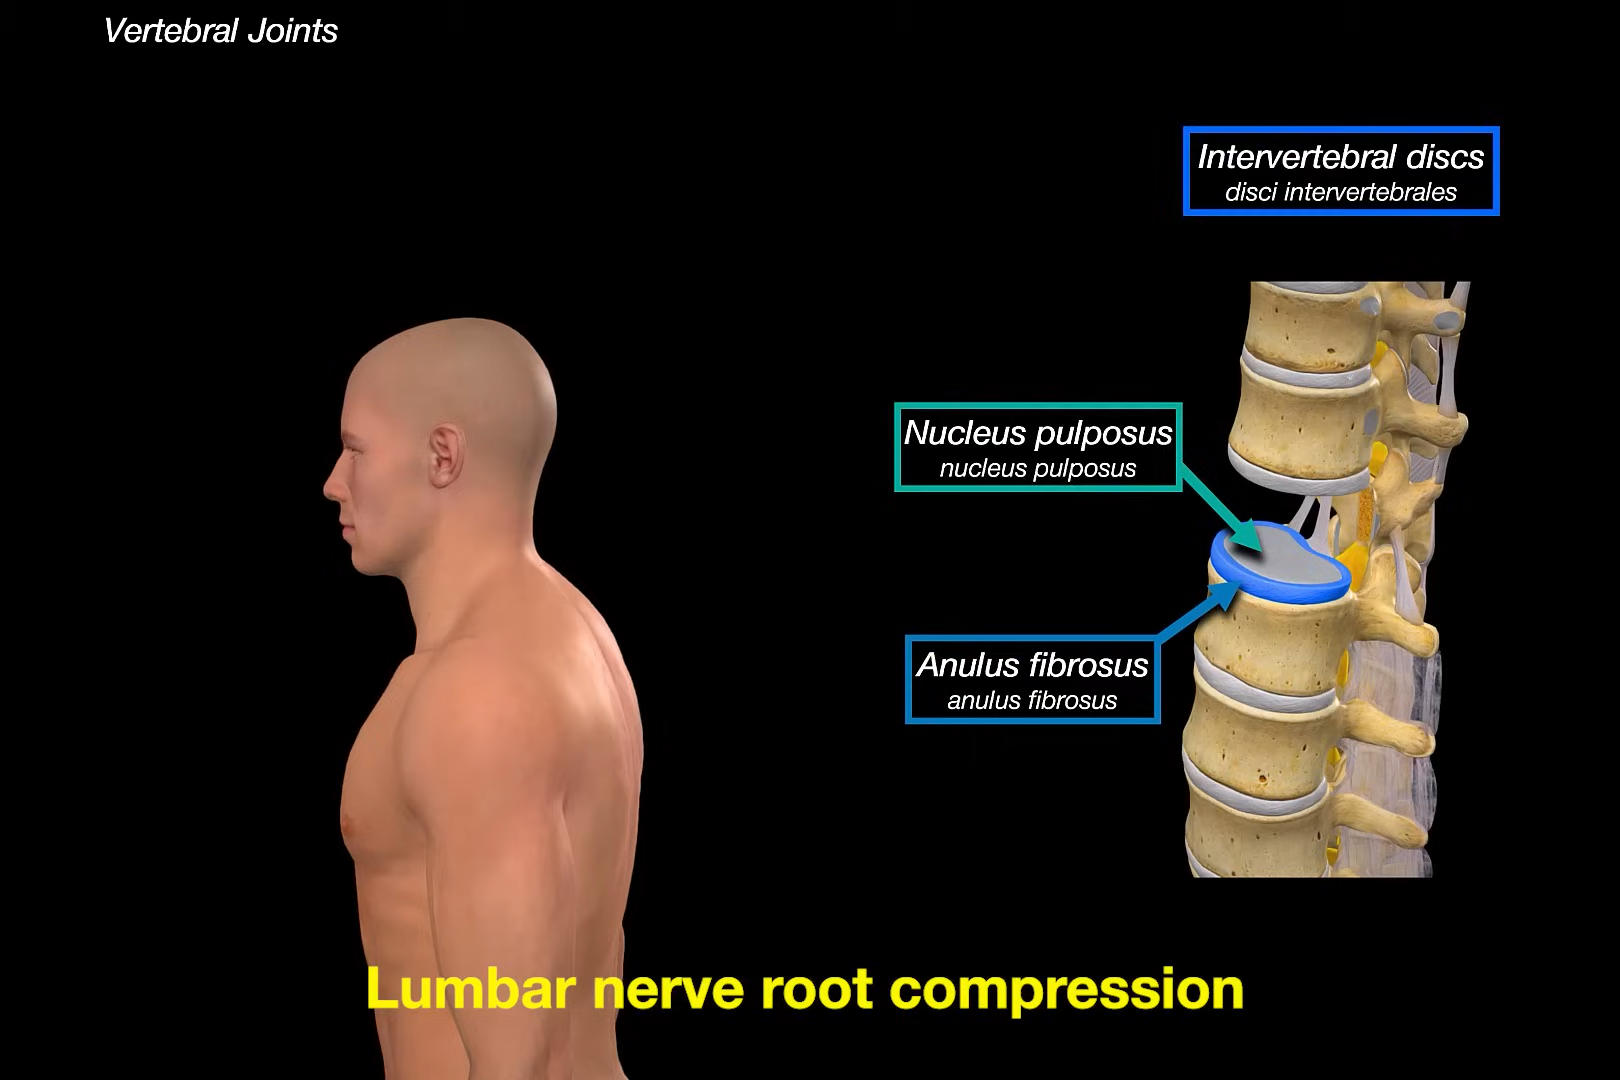 Vertebral Joints
Intervertebral discs
disci intervertebrales
Nucleus pulposus
nucleus pulposus
Anulus fibrosus
anulus fibrosus
Lumbar nerve root compression